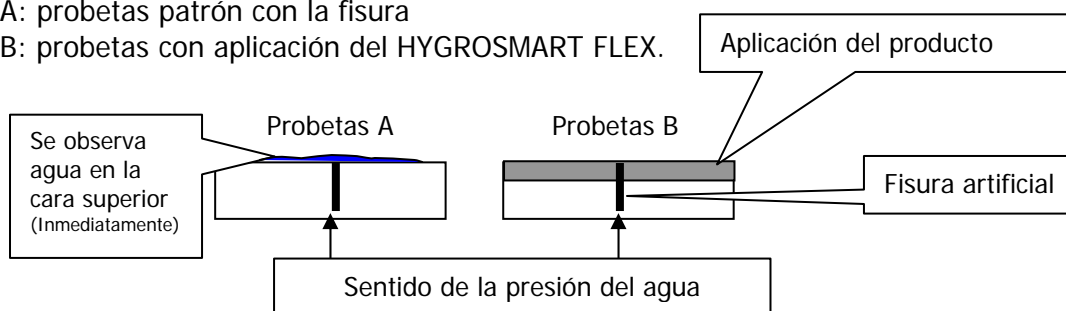 A: probetas patrón con la fisura
B: probetas con aplicación del HYGROSMART FLEX.
Aplicación del producto
Probetas A
Probetas B
Se observa
agua en la
cara superior
(Inmediatamente)
Fisura artificial
Sentido de la presión del agua